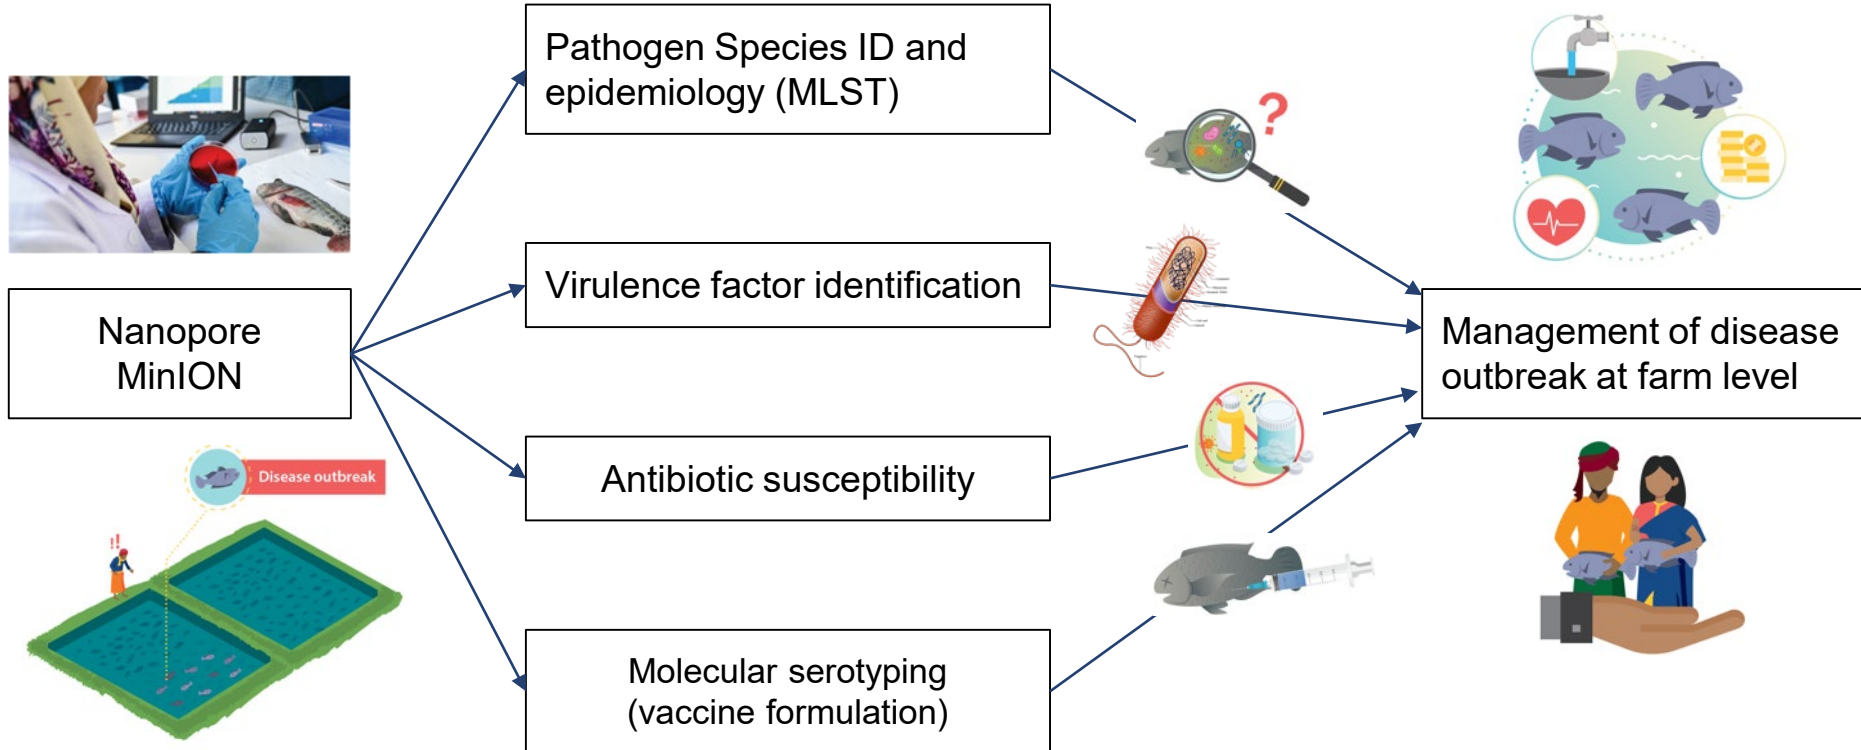 Pathogen Species ID and
epidemiology (MLST)
?
Virulence factor identification
Nanopore
MinION
Management of disease
outbreak at farm level
Antibiotic susceptibility
!!
Disease outbreak
Molecular serotyping
(vaccine formulation)